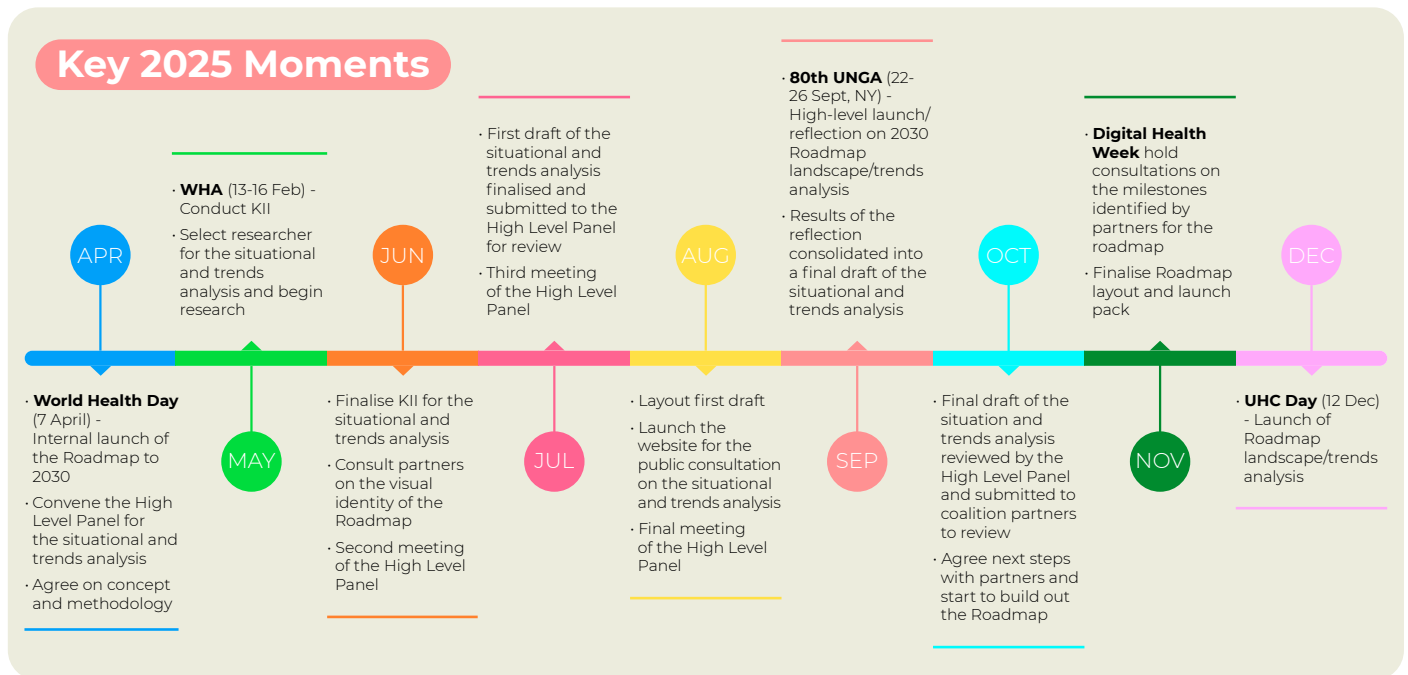 Key 2025 Moments
APR
· World Health Day
(7 April) -
Internal launch of
the Roadmap to
2030
· Convene the High
Level Panel for
the situational and
trends analysis
· Agree on concept
and methodology
· WHA (13-16 Feb) -
Conduct KII
· Select researcher
for the situational
and trends
analysis and begin
research
MAY
JUN
· Finalise KII for the
situational and
trends analysis
· Consult partners
on the visual
identity of the
Roadmap
· Second meeting
of the High Level
Panel
· First draft of the
situational and
trends analysis
finalised and
submitted to the
High Level Panel
for review
· Third meeting
of the High Level
Panel
JUL
AUG
· Layout first draft
· Launch the
website for the
public consultation
on the situational
and trends analysis
· Final meeting
of the High Level
Panel
· 80th UNGA (22-
26 Sept, NY) -
High-level launch/
reflection on 2030
Roadmap
landscape/trends
analysis
· Results of the
reflection
consolidated into
a final draft of the
situational and
trends analysis
SEP
OCT
· Final draft of the
situation and
trends analysis
reviewed by the
High Level Panel
and submitted to
coalition partners
to review
· Agree next steps
with partners and
start to build out
the Roadmap
· Digital Health
Week hold
consultations on
the milestones
identified by
partners for the
roadmap
· Finalise Roadmap
layout and launch
pack
NOV
DEC
· UHC Day (12 Dec)
- Launch of
Roadmap
landscape/trends
analysis